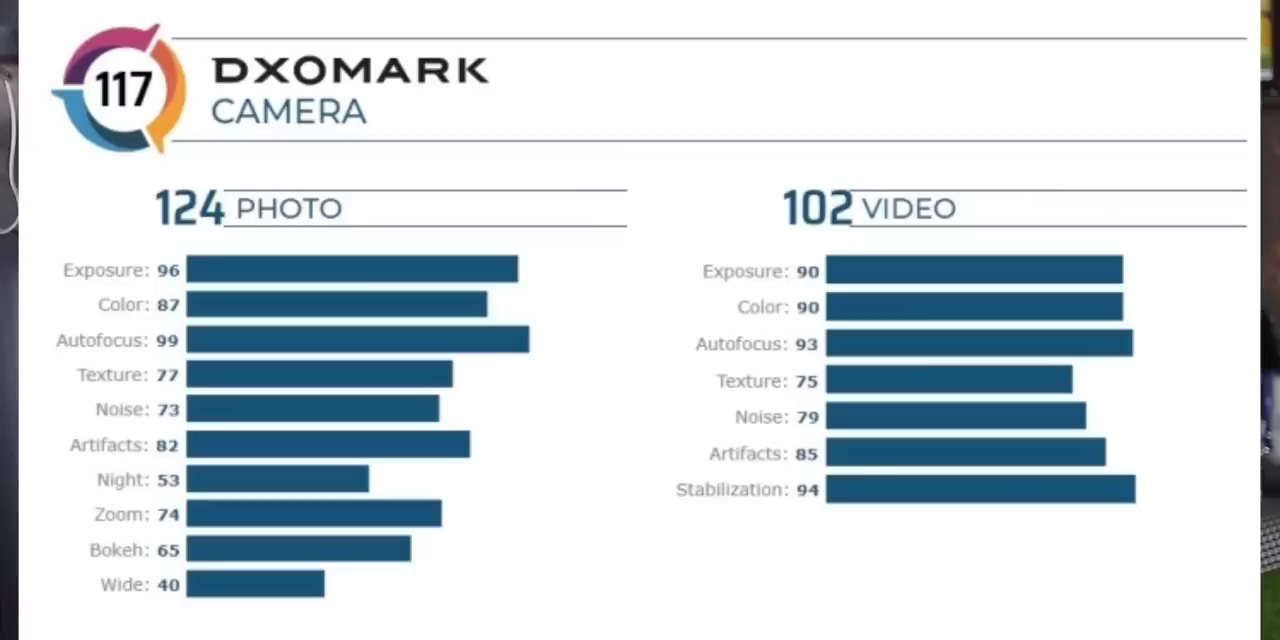 117
DXOMARK
CAMERA
124 PHOTO
Exposure: 96
Color: 87
Autofocus: 99
Texture: 77
Noise: 73
Artifacts: 82
Night: 53
Zoom: 74
Bokeh: 65
Wide: 40
102 VIDEO
Exposure: 90
Color: 90
Autofocus: 93
Texture: 75
Noise: 79
Artifacts: 85
Stabilization: 94